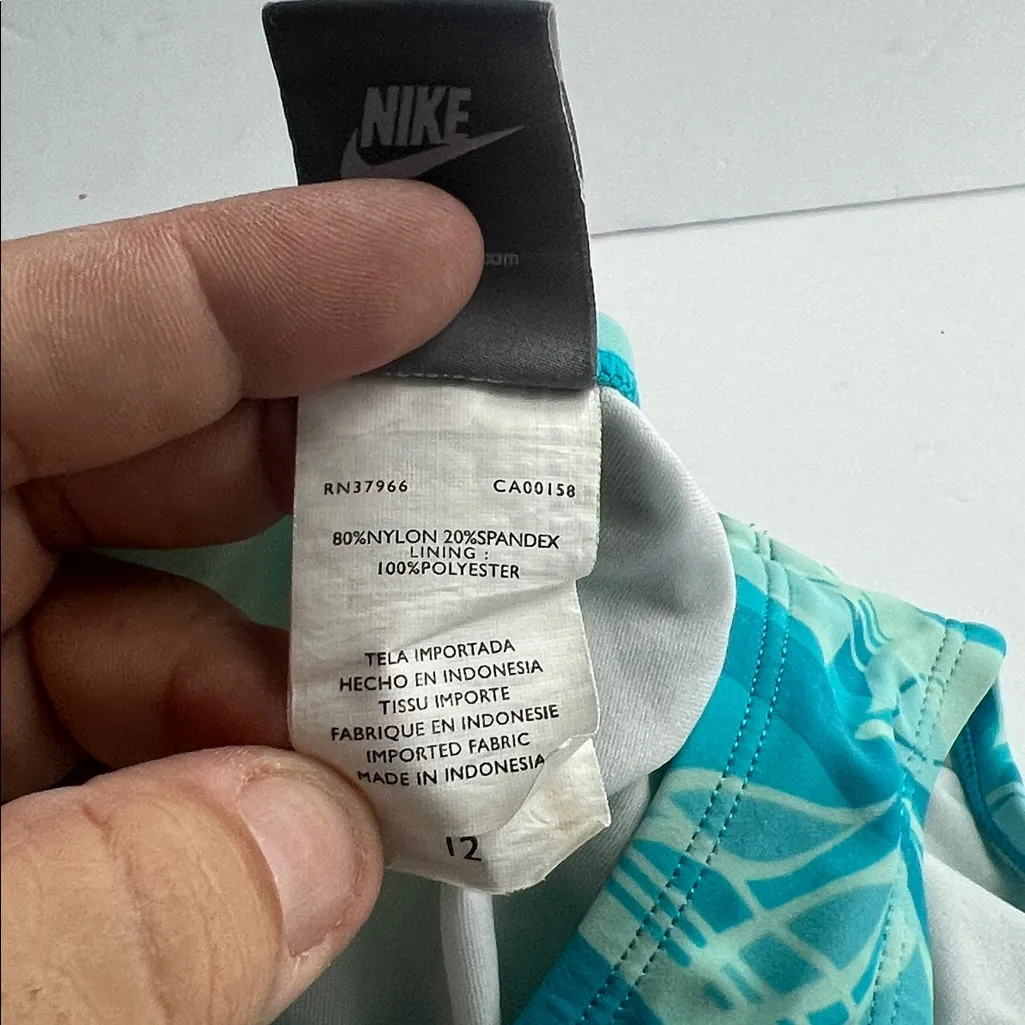 NIKE
.com
RN37966 CA00158
80%NYLON 20%SPANDEX
LINING :
100%POLYESTER
TELA IMPORTADA
HECHO EN INDONESIA
TISSU IMPORTE
FABRIQUE EN INDONESIE
IMPORTED FABRIC
MADE IN INDONESIA
12